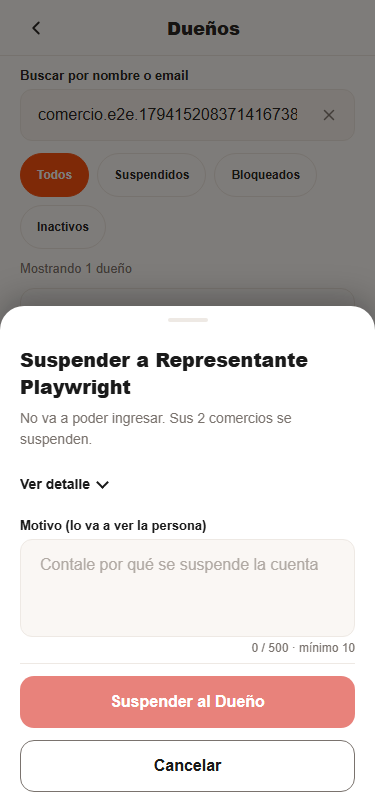 Dueños
Buscar por nombre o email
comercio.e2e.179415208371416738
Todos
Suspendidos
Bloqueados
Inactivos
Mostrando 1 dueño
Suspender a Representante
Playwright
No va a poder ingresar. Sus 2 comercios se
suspenden.
Ver detalle
Motivo (lo va a ver la persona)
Contale por qué se suspende la cuenta
0 / 500 · mínimo 10
Suspender al Dueño
Cancelar